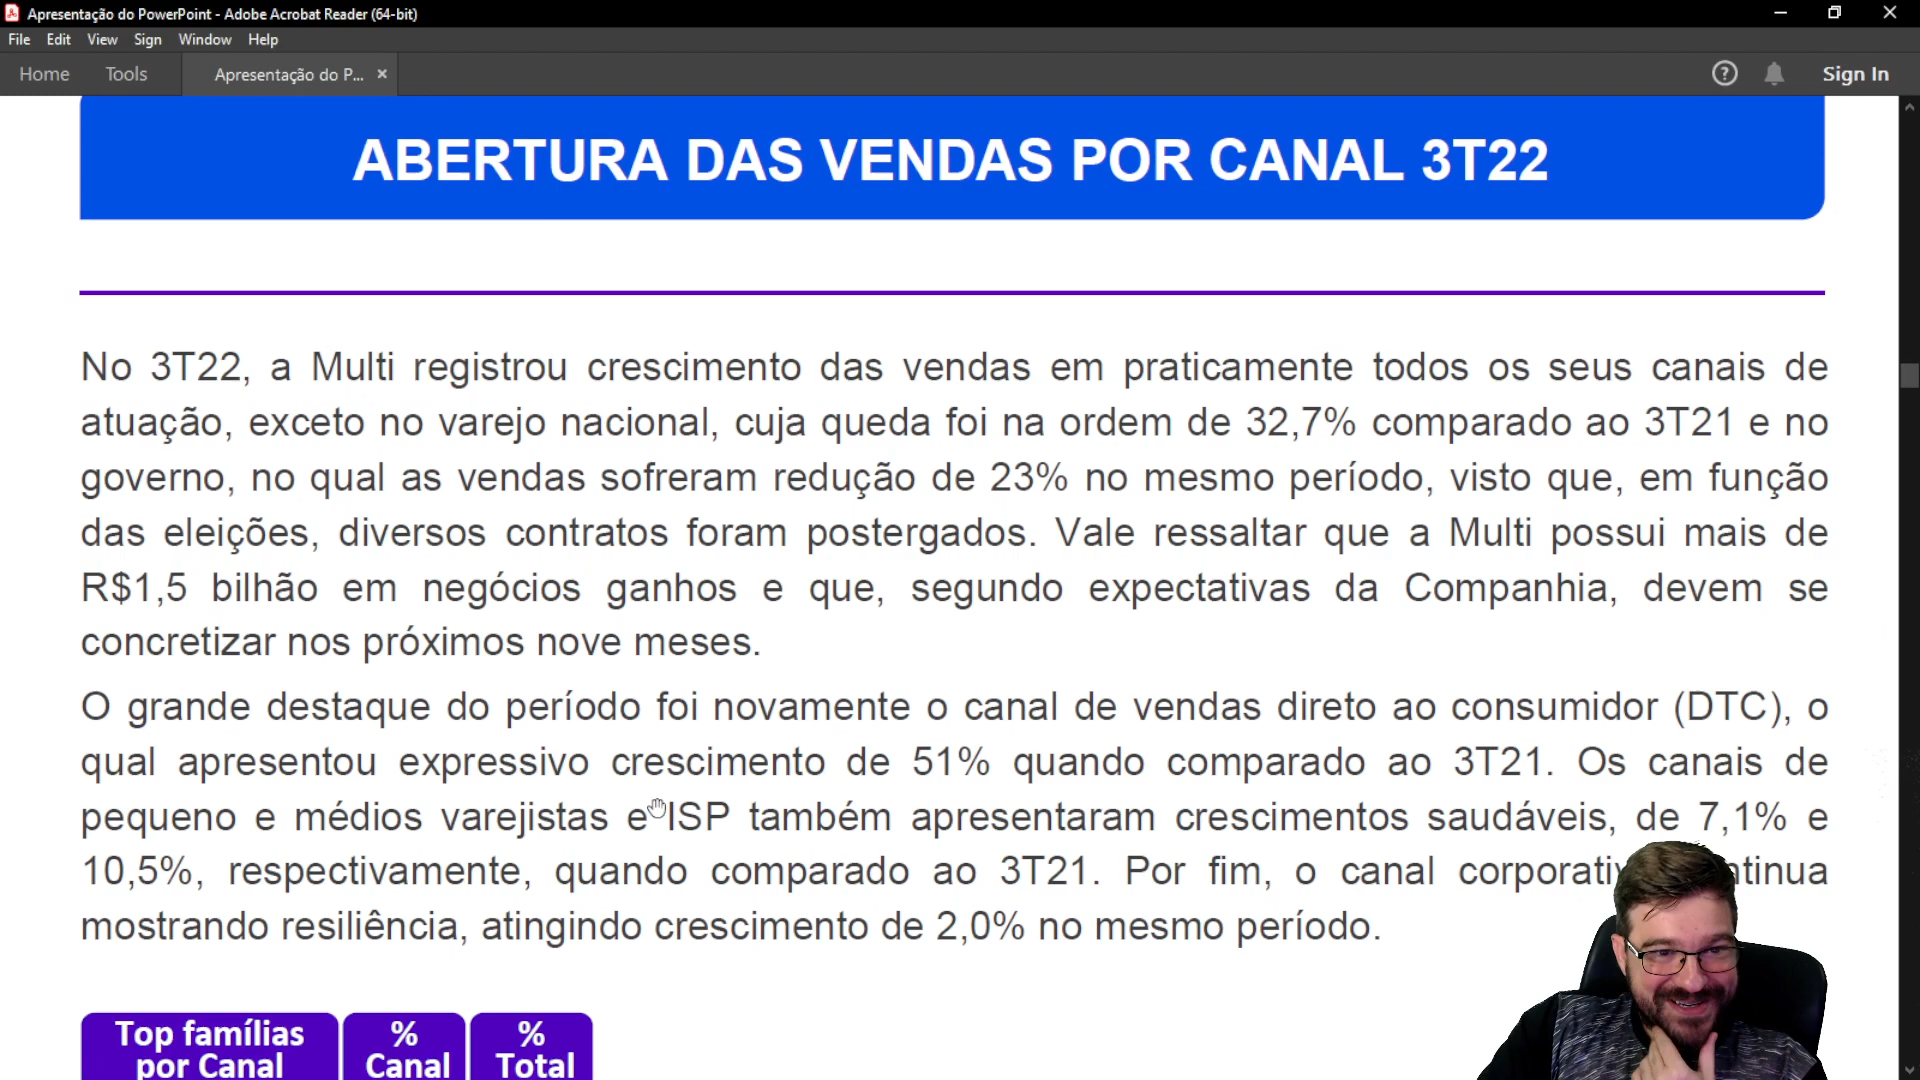 Apresentação do PowerPoint - Adobe Acrobat Reader (64-bit)
File Edit View Sign Window Help
Home Tools Apresentação do P... Sign In
ABERTURA DAS VENDAS POR CANAL 3T22
No 3T22, a Multi registrou crescimento das vendas em praticamente todos os seus canais de
atuação, exceto no varejo nacional, cuja queda foi na ordem de 32,7% comparado ao 3T21 e no
governo, no qual as vendas sofreram redução de 23% no mesmo período, visto que, em função
das eleições, diversos contratos foram postergados. Vale ressaltar que a Multi possui mais de
R$1,5 bilhão em negócios ganhos e que, segundo expectativas da Companhia, devem se
concretizar nos próximos nove meses.
O grande destaque do período foi novamente o canal de vendas direto ao consumidor (DTC), o
qual apresentou expressivo crescimento de 51% quando comparado ao 3T21. Os canais de
pequeno e médios varejistas e ISP também apresentaram crescimentos saudáveis, de 7,1% e
10,5%, respectivamente, quando comparado ao 3T21. Por fim, o canal
mostrando resiliência, atingindo crescimento de 2,0% no mesmo período.
Top famílias % %
por Canal Canal Total